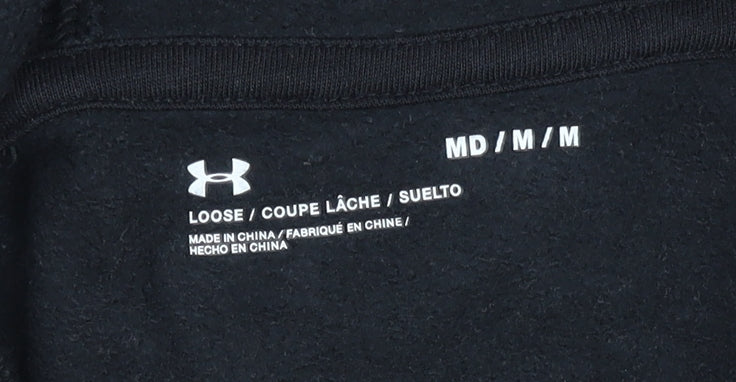 MD / M / M
LOOSE / COUPE LÂCHE / SUELTO
MADE IN CHINA / FABRIQUÉ EN CHINE /
HECHO EN CHINA